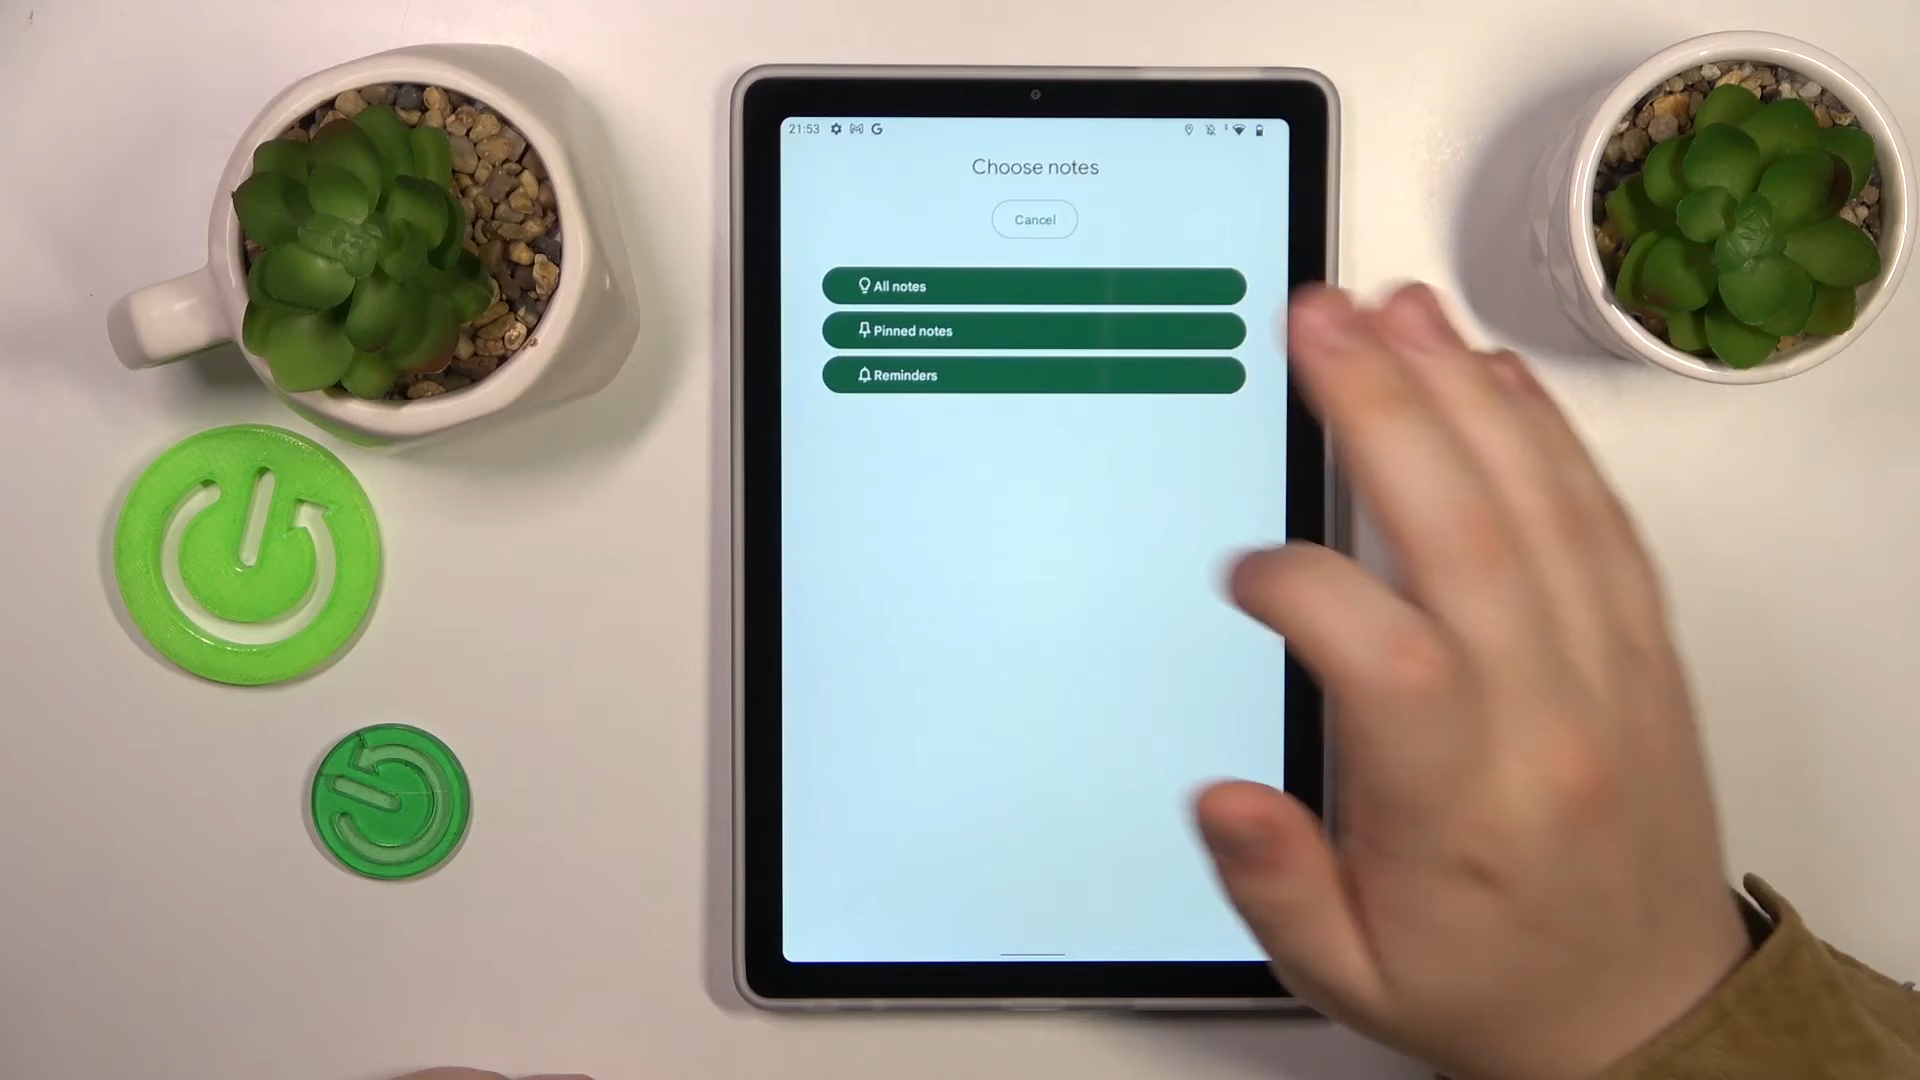 21:53
Choose notes
Cancel
All notes
Pinned notes
Reminders